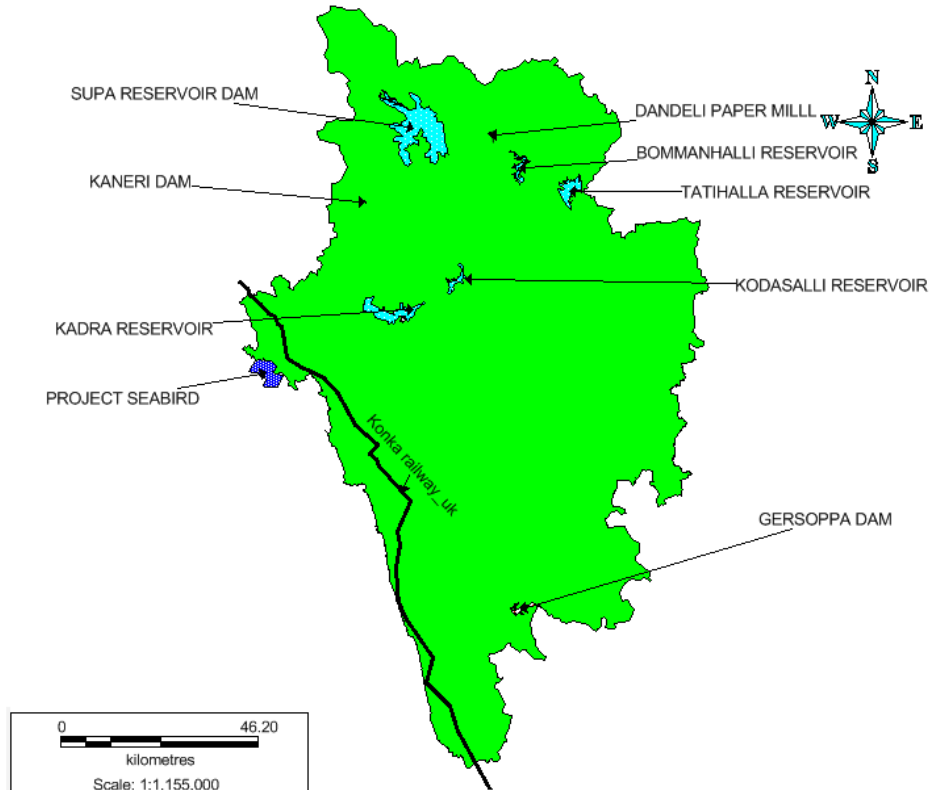 SUPA RESERVOIR DAM
N
DANDELI PAPER MILLL
W
E
BOMMANHALLI RESERVOIR
S
KANERI DAM
TATIHALLA RESERVOIR
KODASALLI RESERVOIR
KADRA RESERVOIR
PROJECT SEABIRD
Konka railway_uk
GERSOPPA DAM
0 46.20
kilometres
Scale: 1:1,155,000